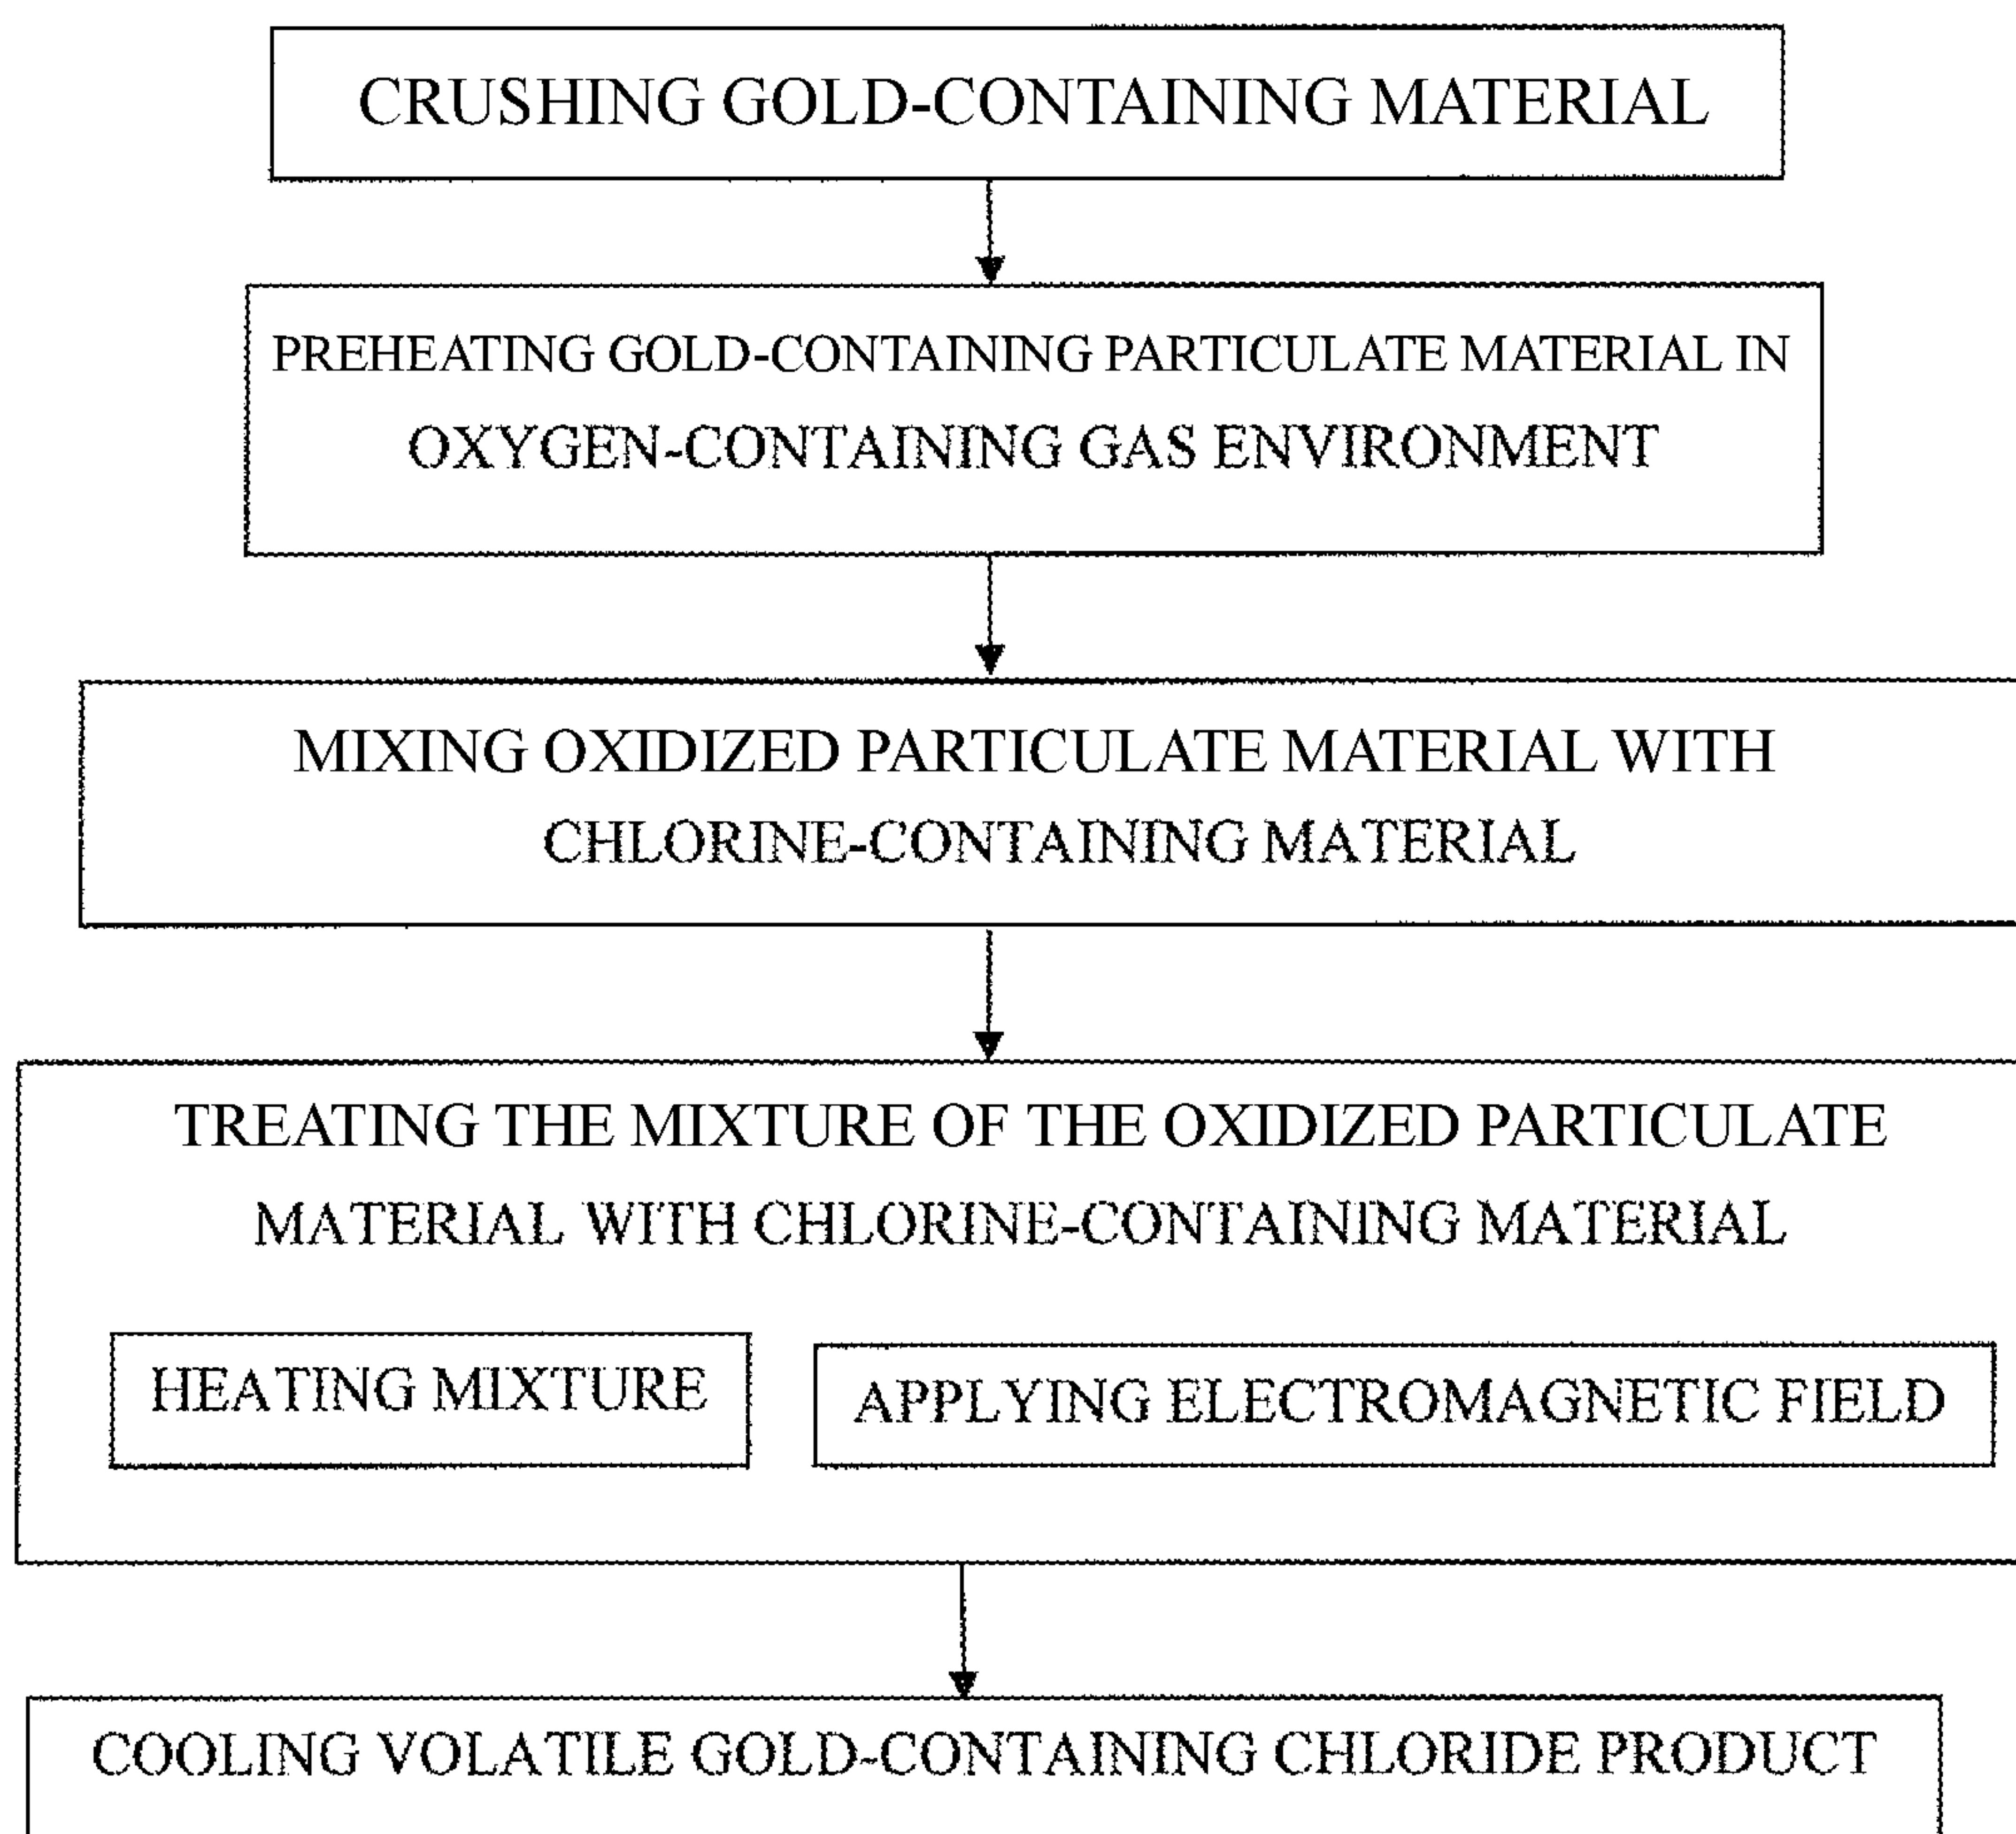 CRUSHING GOLD-CONTAINING MATERIAL
PREHEATING GOLD-CONTAINING PARTICULATE MATERIAL IN
OXYGEN-CONTAINING GAS ENVIRONMENT
MIXING OXIDIZED PARTICULATE MATERIAL WITH
CHLORINE-CONTAINING MATERIAL
TREATING THE MIXTURE OF THE OXIDIZED PARTICULATE
MATERIAL WITH CHLORINE-CONTAINING MATERIAL
HEATING MIXTURE
APPLYING ELECTROMAGNETIC FIELD
COOLING VOLATILE GOLD-CONTAINING CHLORIDE PRODUCT